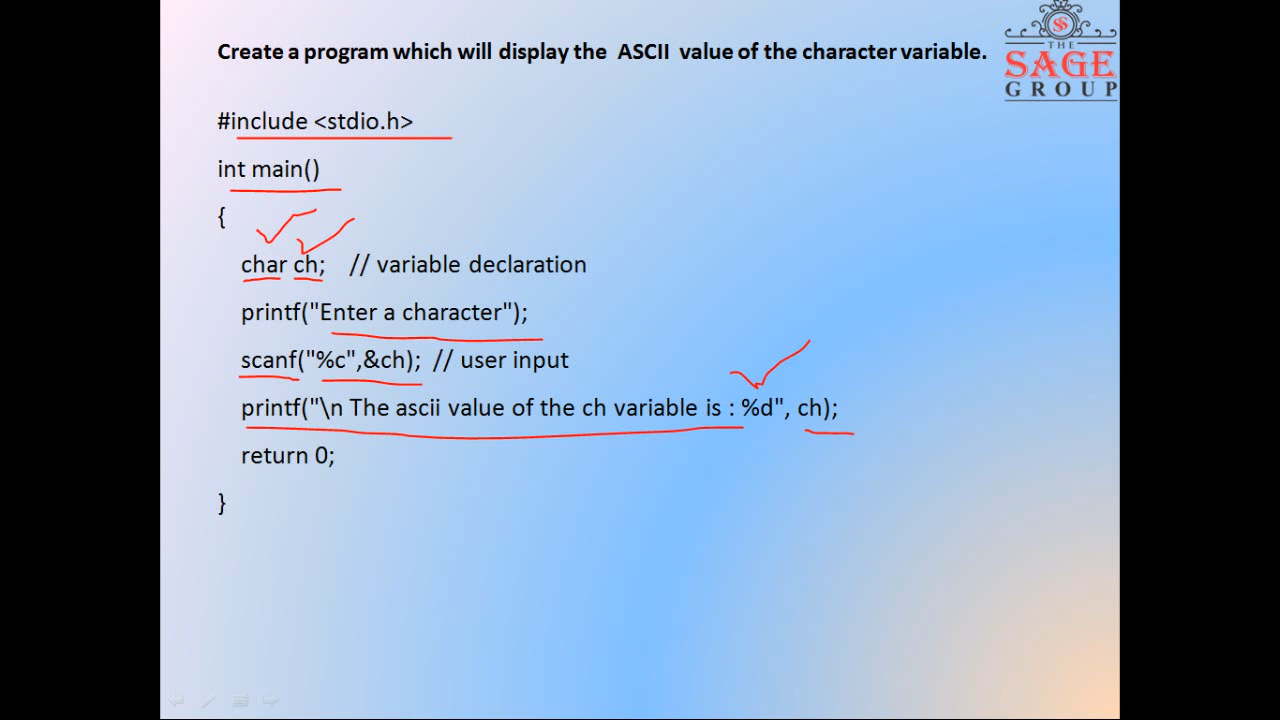 Create a program which will display the ASCII value of the character variable.
SS
THE
SAGE
GROUP
#include <stdio.h>
int main()
{
char ch; // variable declaration
printf("Enter a character");
scanf("%c",&ch); // user input
printf("\n The ascii value of the ch variable is : %d", ch);
return 0;
}